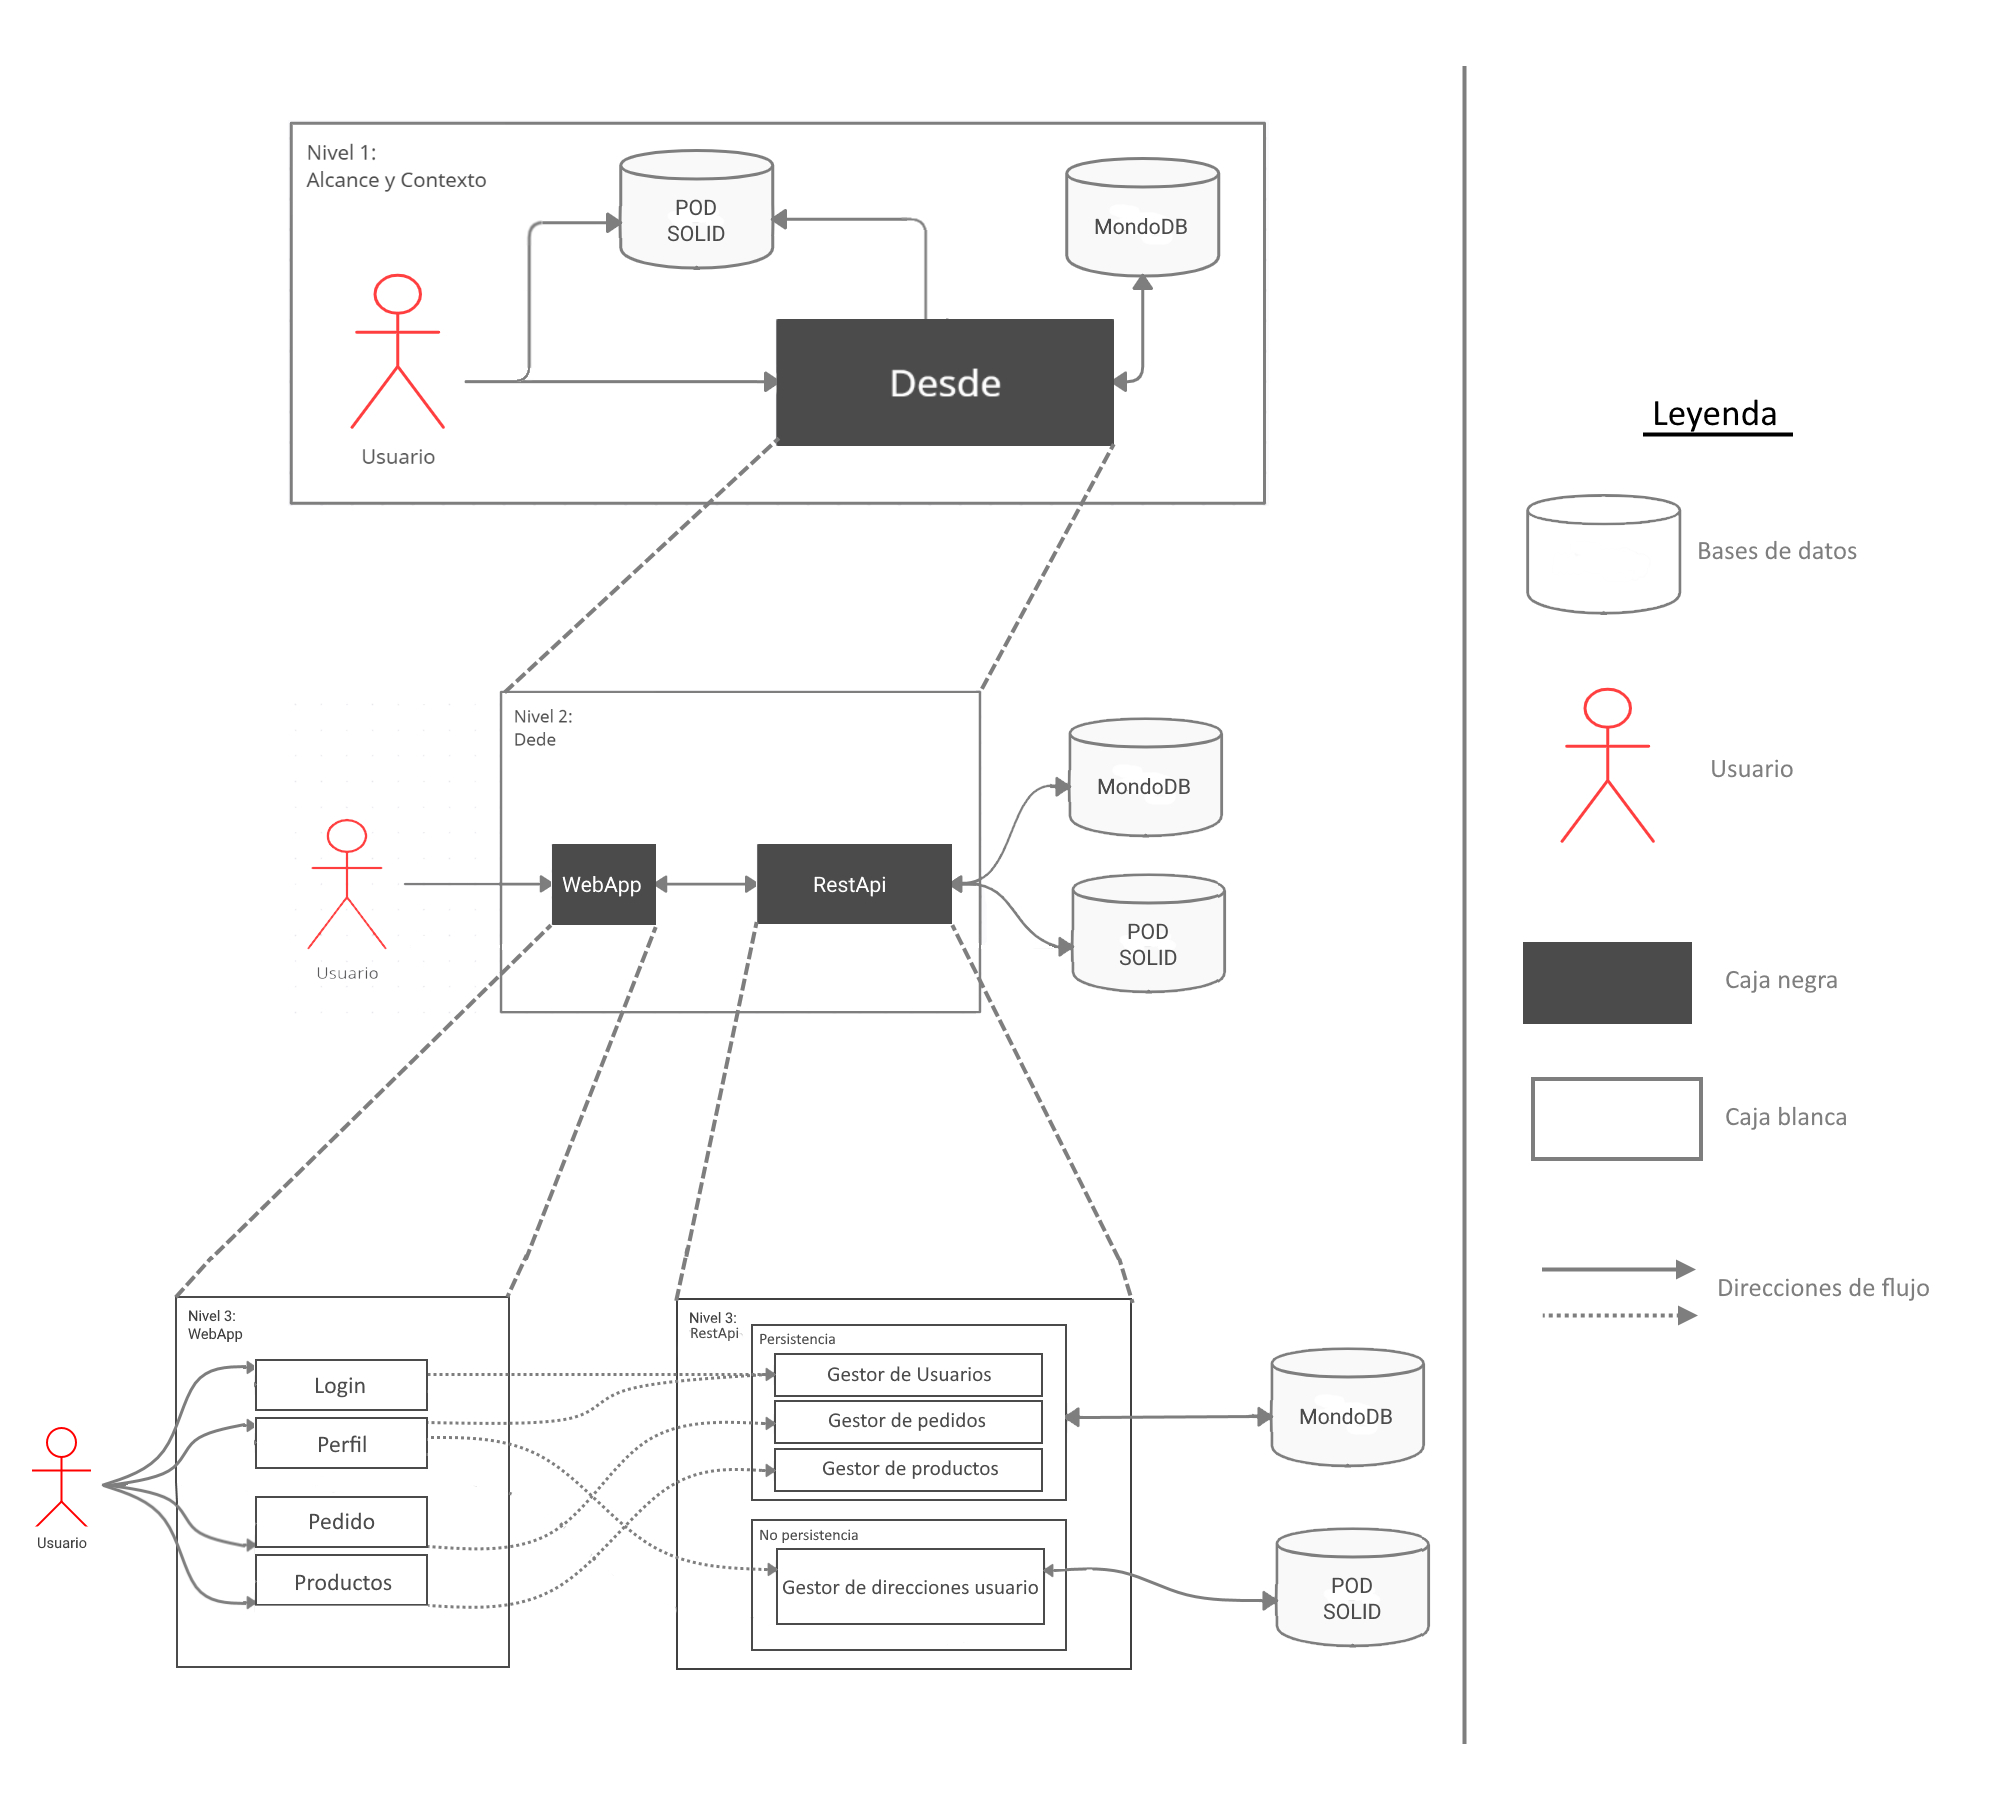 Nivel 1:
Alcance y Contexto
POD
SOLID
MondoDB
Desde
Usuario
Nivel 2:
Dede
MondoDB
WebApp
RestApi
POD
SOLID
Usuario
Nivel 3:
WebApp
Login
Perfil
Pedido
Productos
Usuario
Nivel 3:
RestApi
Persistencia
Gestor de Usuarios
Gestor de pedidos
Gestor de productos
No persistencia
Gestor de direcciones usuario
MondoDB
POD
SOLID
Leyenda
Bases de datos
Usuario
Caja negra
Caja blanca
Direcciones de flujo